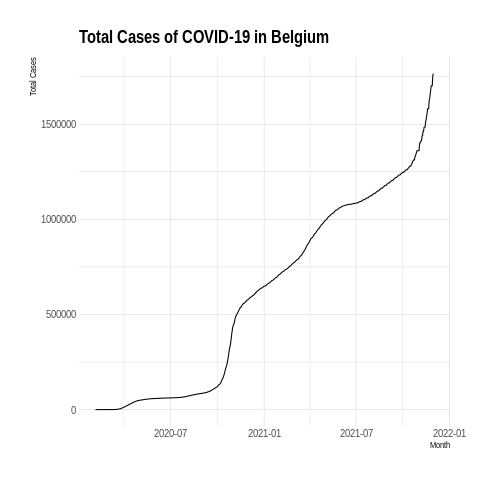 Total Cases of COVID-19 in Belgium
Total Cases
1500000
1000000
500000
0
2020-07 2021-01 2021-07 2022-01
Month